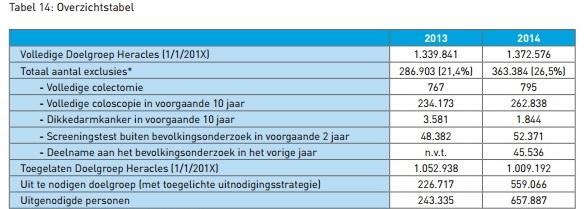 Tabel 14: Overzichtstabel
2013 2014
Volledige Doelgroep Heracles (1/1/201X) 1.339.841 1.372.576
Totaal aantal exclusies* 286.903 (21,4%) 363.384 (26,5%)
- Volledige colectomie 767 795
- Volledige coloscopie in voorgaande 10 jaar 234.173 262.838
- Dikkedarmkanker in voorgaande 10 jaar 3.581 1.844
- Screeningstest buiten bevolkingsonderzoek in voorgaande 2 jaar 48.382 52.371
- Deelname aan het bevolkingsonderzoek in het vorige jaar n.v.t. 45.536
Toegelaten Doelgroep Heracles (1/1/201X) 1.052.938 1.009.192
Uit te nodigen doelgroep (met toegelichte uitnodigingsstrategie) 226.717 559.066
Uitgenodigde personen 243.335 657.887